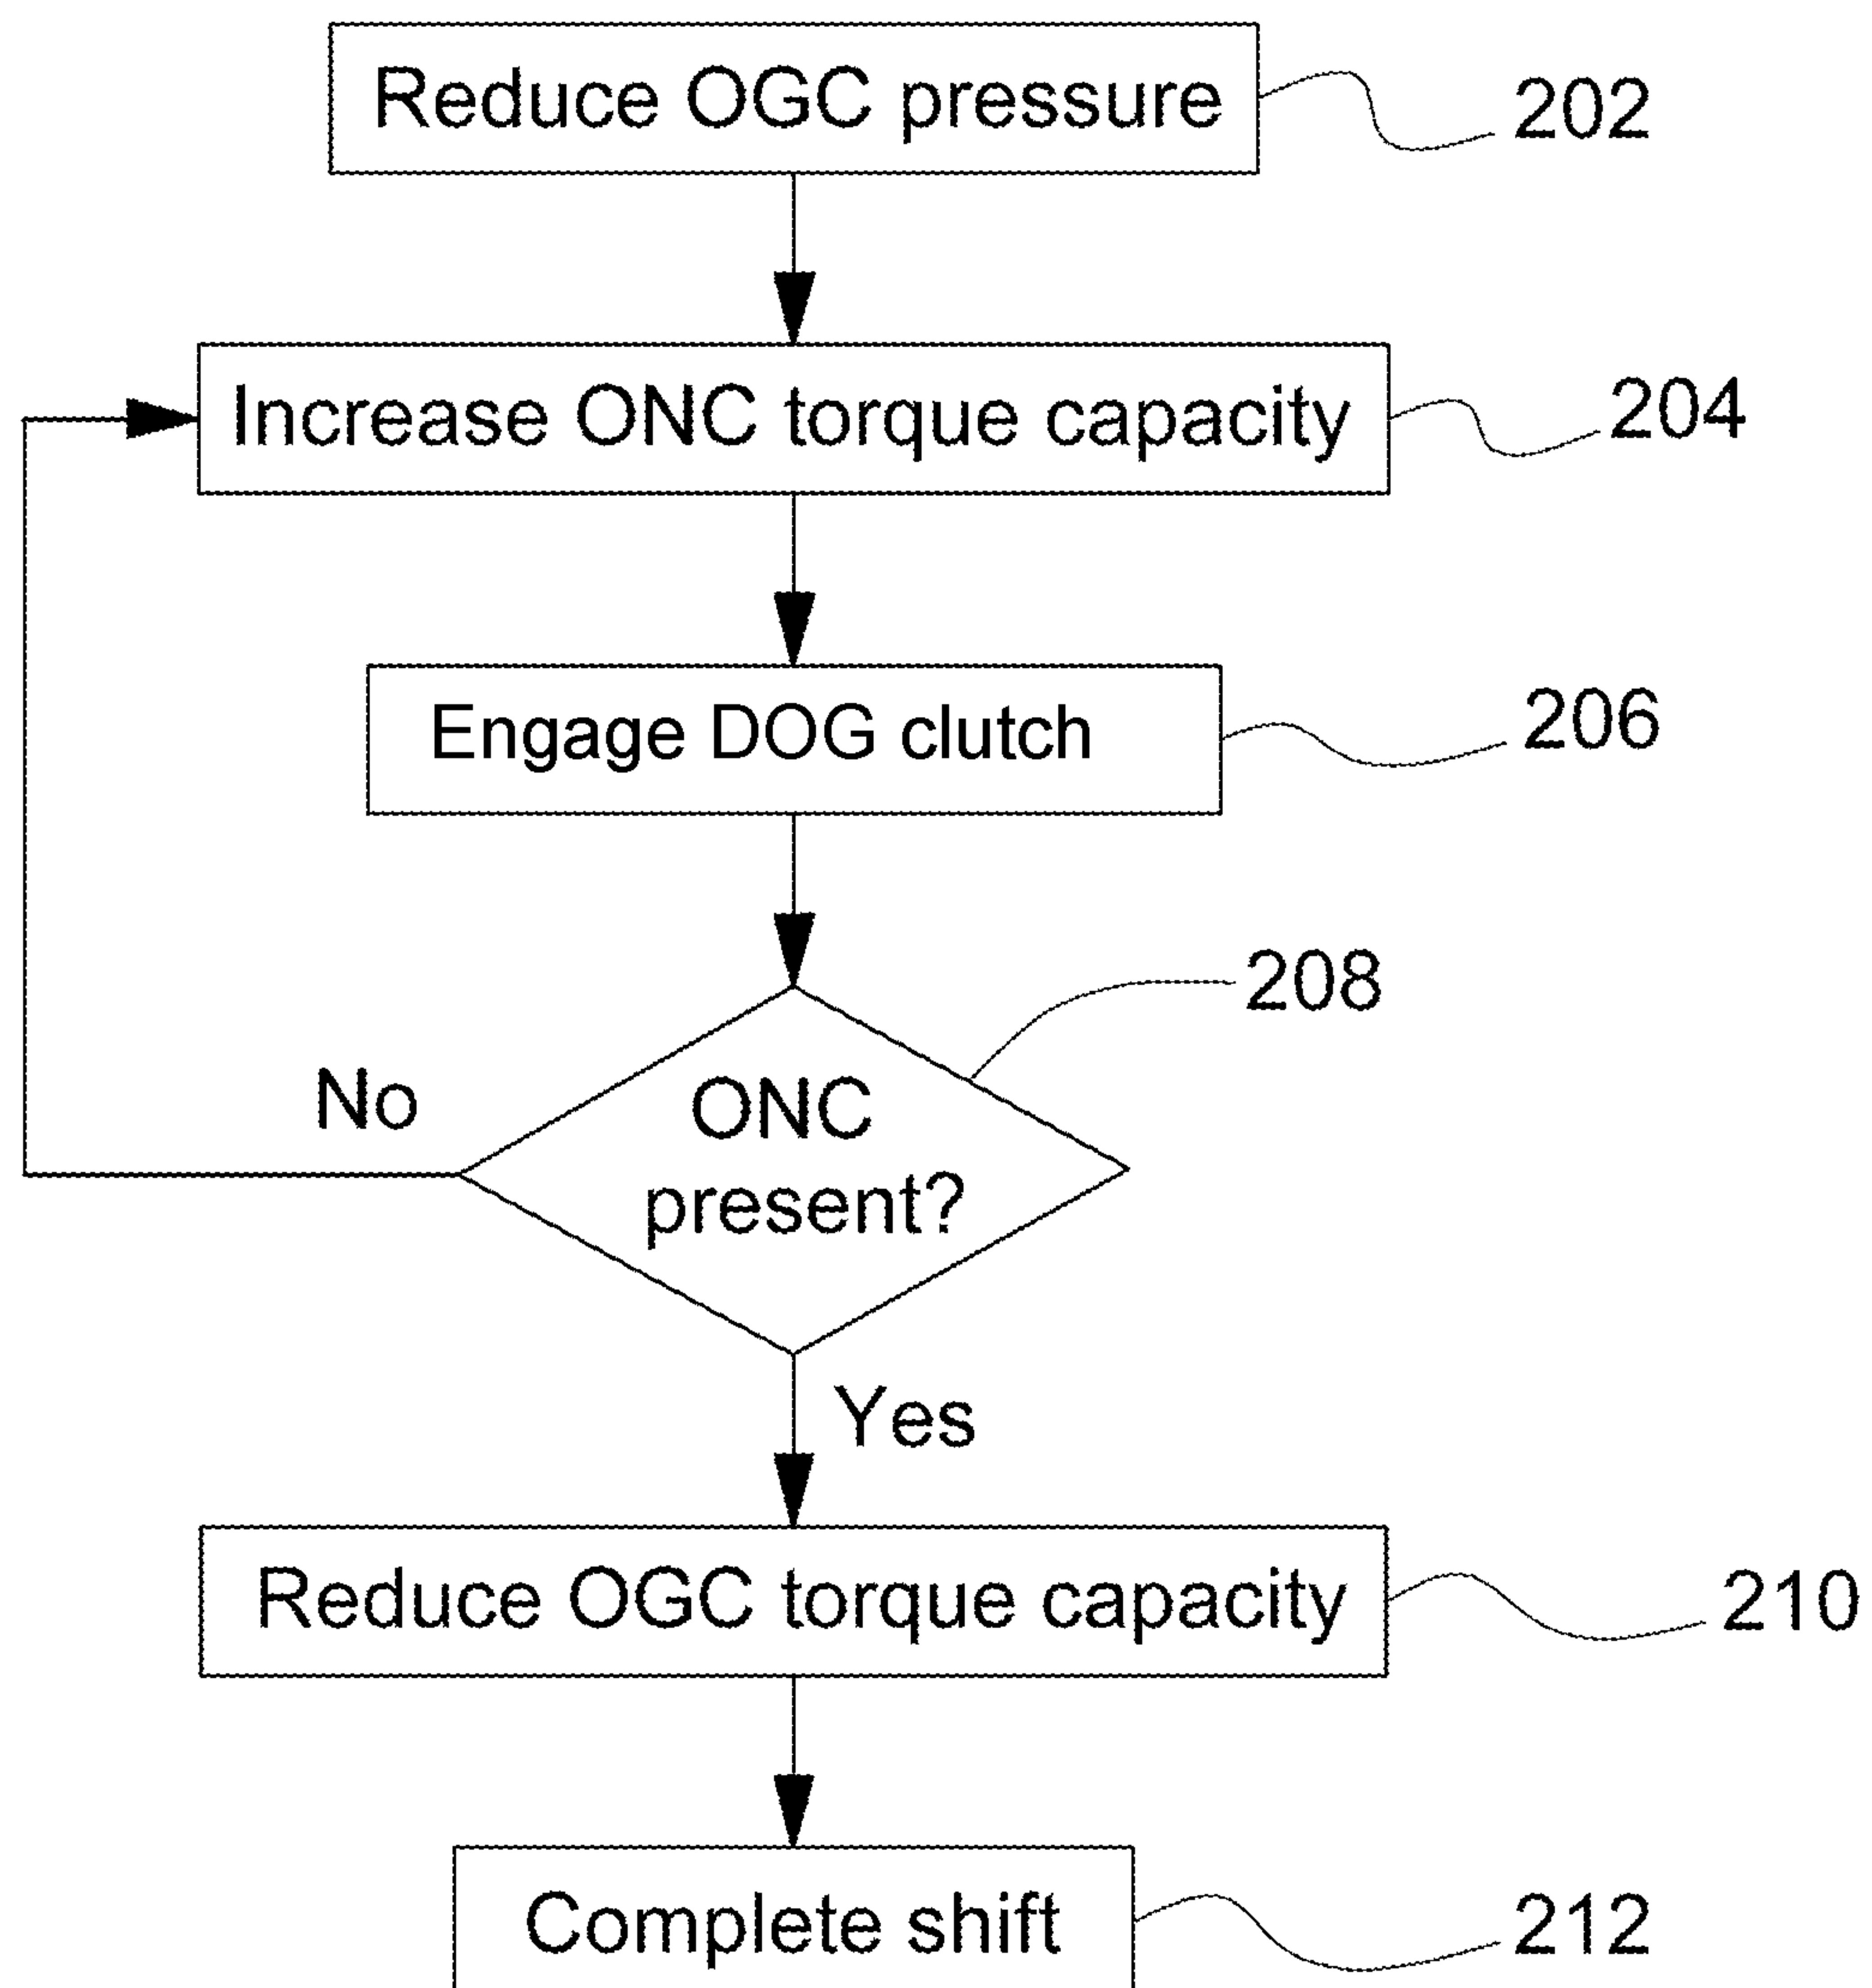 Reduce OGC pressure
202
Increase ONC torque capacity
204
Engage DOG clutch
206
208
No
ONC
present?
Yes
Reduce OGC torque capacity
210
Complete shift
212